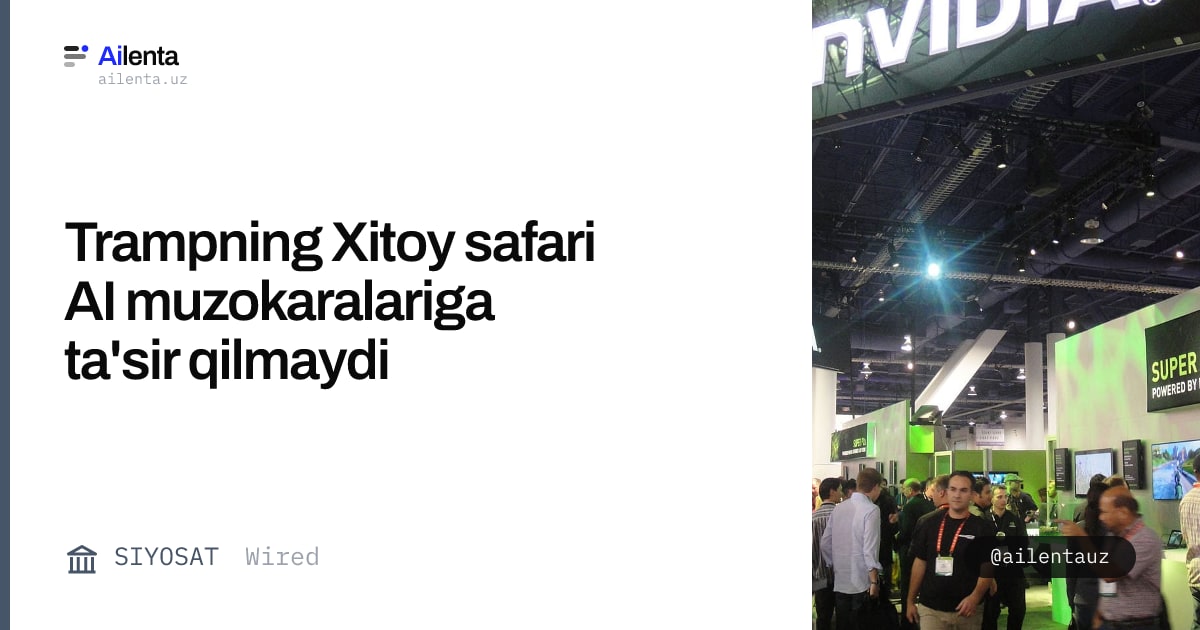 Ailenta
ailenta.uz
Trampning Xitoy safari
AI muzokaralariga
ta'sir qilmaydi
SIYOSAT Wired
nVIDIA
SUPER
POWERED BY
@ailentauz